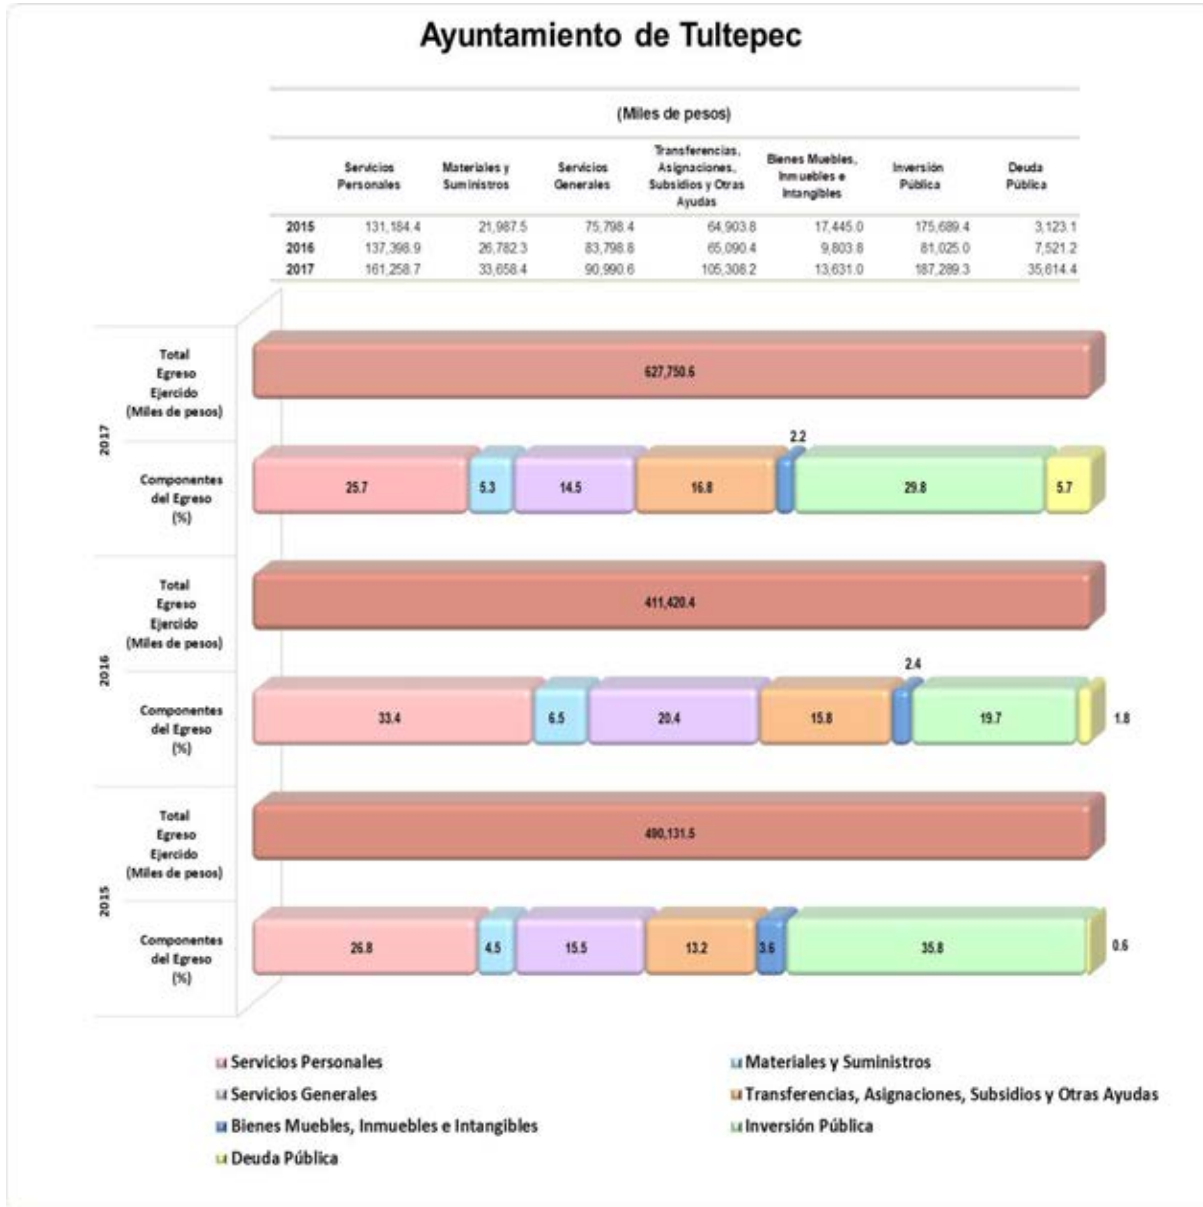 Ayuntamiento de Tultepec
(Miles de pesos)
Servicios Personales
Materiales y Suministros
Servicios Generales
Transferencias, Asignaciones, Subsidios y Otras Ayudas
Bienes Muebles, Inmuebles e Intangibles
Inversión Pública
Deuda Pública
2015 131,184.4 21,987.5 75,798.4 64,903.8 17,445.0 175,689.4 3,123.1
2016 137,398.9 26,782.3 83,798.8 65,090.4 9,803.8 81,025.0 7,521.2
2017 161,258.7 33,658.4 90,990.6 105,308.2 13,631.0 187,289.3 35,614.4
2017
Total
Egreso
Ejercido
(Miles de pesos)
627,750.6
2.2
Componentes
del Egreso
(%)
25.7 5.3 14.5 16.8 29.8 5.7
2016
Total
Egreso
Ejercido
(Miles de pesos)
411,420.4
2.4
Componentes
del Egreso
(%)
33.4 6.5 20.4 15.8 19.7 1.8
2015
Total
Egreso
Ejercido
(Miles de pesos)
490,131.5
Componentes
del Egreso
(%)
26.8 4.5 15.5 13.2 3.6 35.8 0.6
Servicios Personales
Materiales y Suministros
Servicios Generales
Transferencias, Asignaciones, Subsidios y Otras Ayudas
Bienes Muebles, Inmuebles e Intangibles
Inversión Pública
Deuda Pública